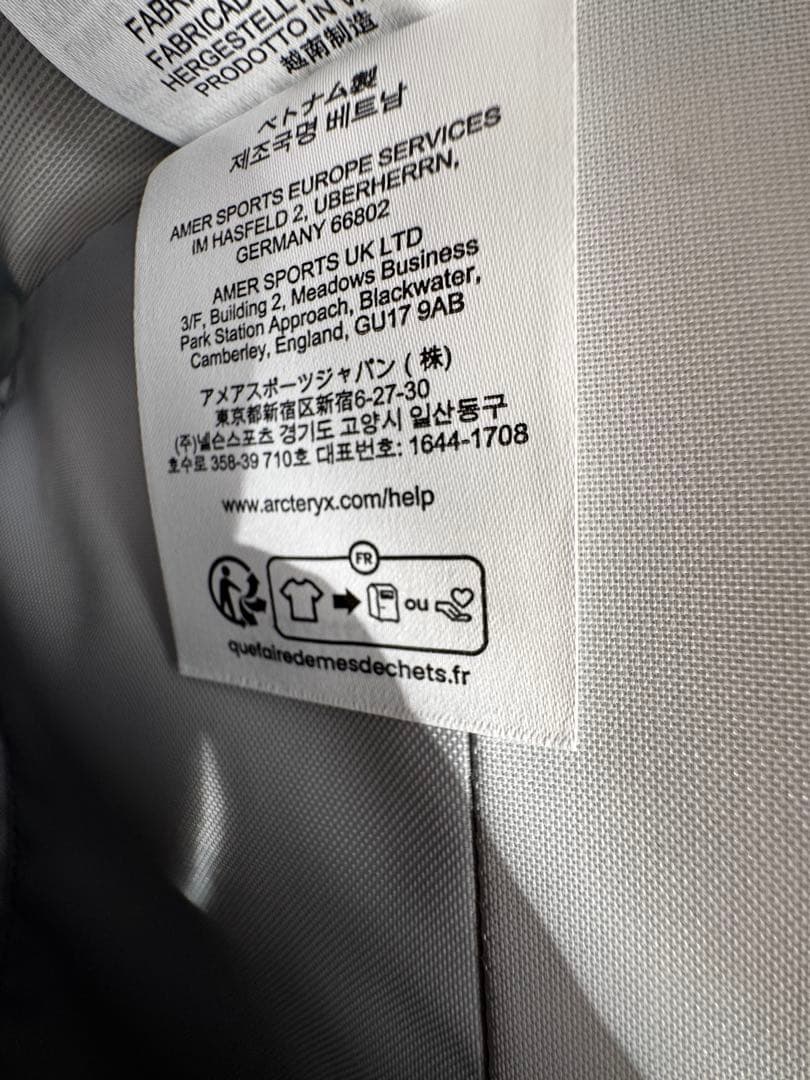 FABRI
FABRICAD
HERGESTELL
PRODOTTO IN V
越南制造
ベトナム製
제조국명 베트남
AMER SPORTS EUROPE SERVICES
IM HASFELD 2, UBERHERRN,
GERMANY 66802
AMER SPORTS UK LTD
3/F, Building 2, Meadows Business
Park Station Approach, Blackwater,
Camberley, England, GU17 9AB
アメアスポーツジャパン ( 株)
東京都新宿区新宿6-27-30
(주)넬슨스포츠 경기도 고양시 일산동구
호수로 358-39 710호 대표번호: 1644-1708
www.arcteryx.com/help
FR
ou
quefairedemesdechets.fr